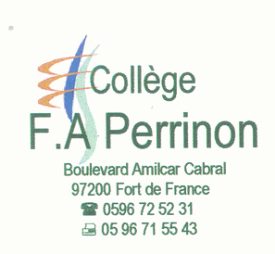 Collège
F.A Perrinon
Boulevard Amilcar Cabral
97200 Fort de France
☎ 0596 72 52 31
📠 05 96 71 55 43